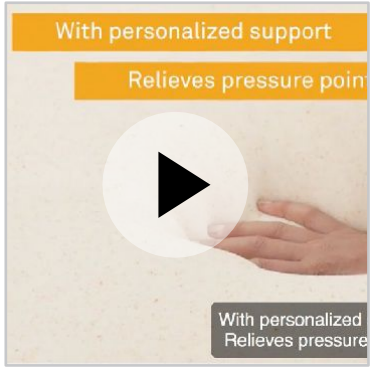 With personalized support
Relieves pressure poin
With personalized
Relieves pressure